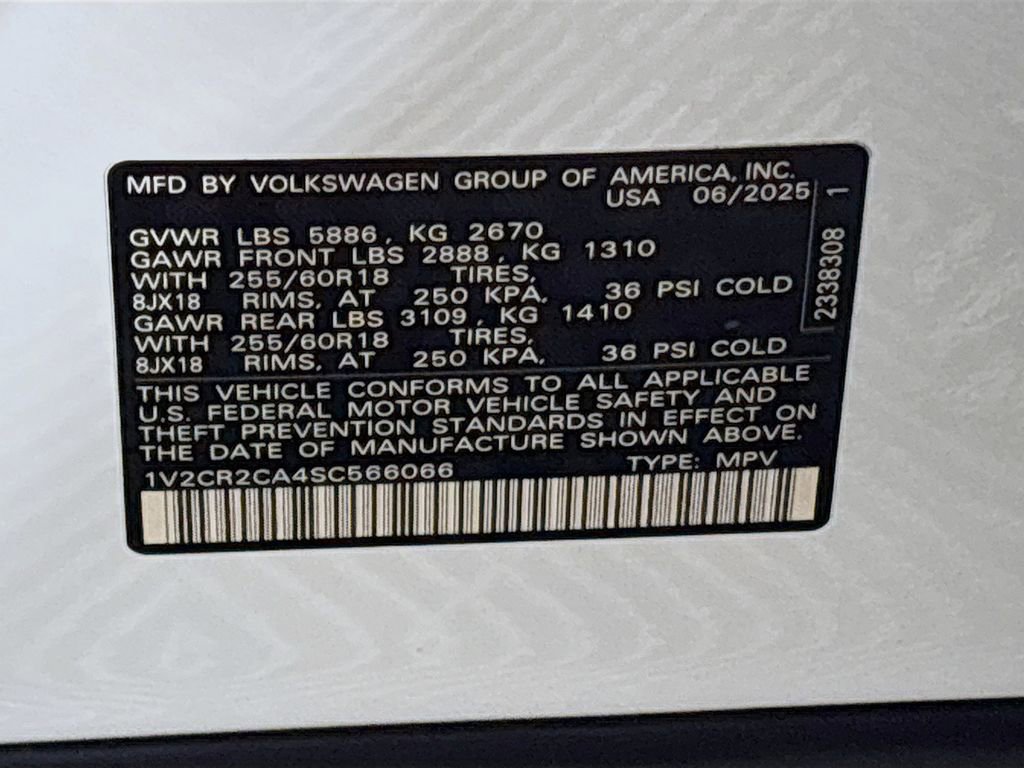 MFD BY VOLKSWAGEN GROUP OF AMERICA, INC.
USA 06/2025
GVWR LBS 5886, KG 2670
GAWR FRONT LBS 2888, KG 1310
WITH 255/60R18 TIRES,
8JX18 RIMS, AT 250 KPA, 36 PSI COLD
GAWR REAR LBS 3109, KG 1410
WITH 255/60R18 TIRES,
8JX18 RIMS, AT 250 KPA, 36 PSI COLD
THIS VEHICLE CONFORMS TO ALL APPLICABLE
U.S. FEDERAL MOTOR VEHICLE SAFETY AND
THEFT PREVENTION STANDARDS IN EFFECT ON
THE DATE OF MANUFACTURE SHOWN ABOVE.
1V2CR2CA4SC566066 TYPE: MPV
2338308 1